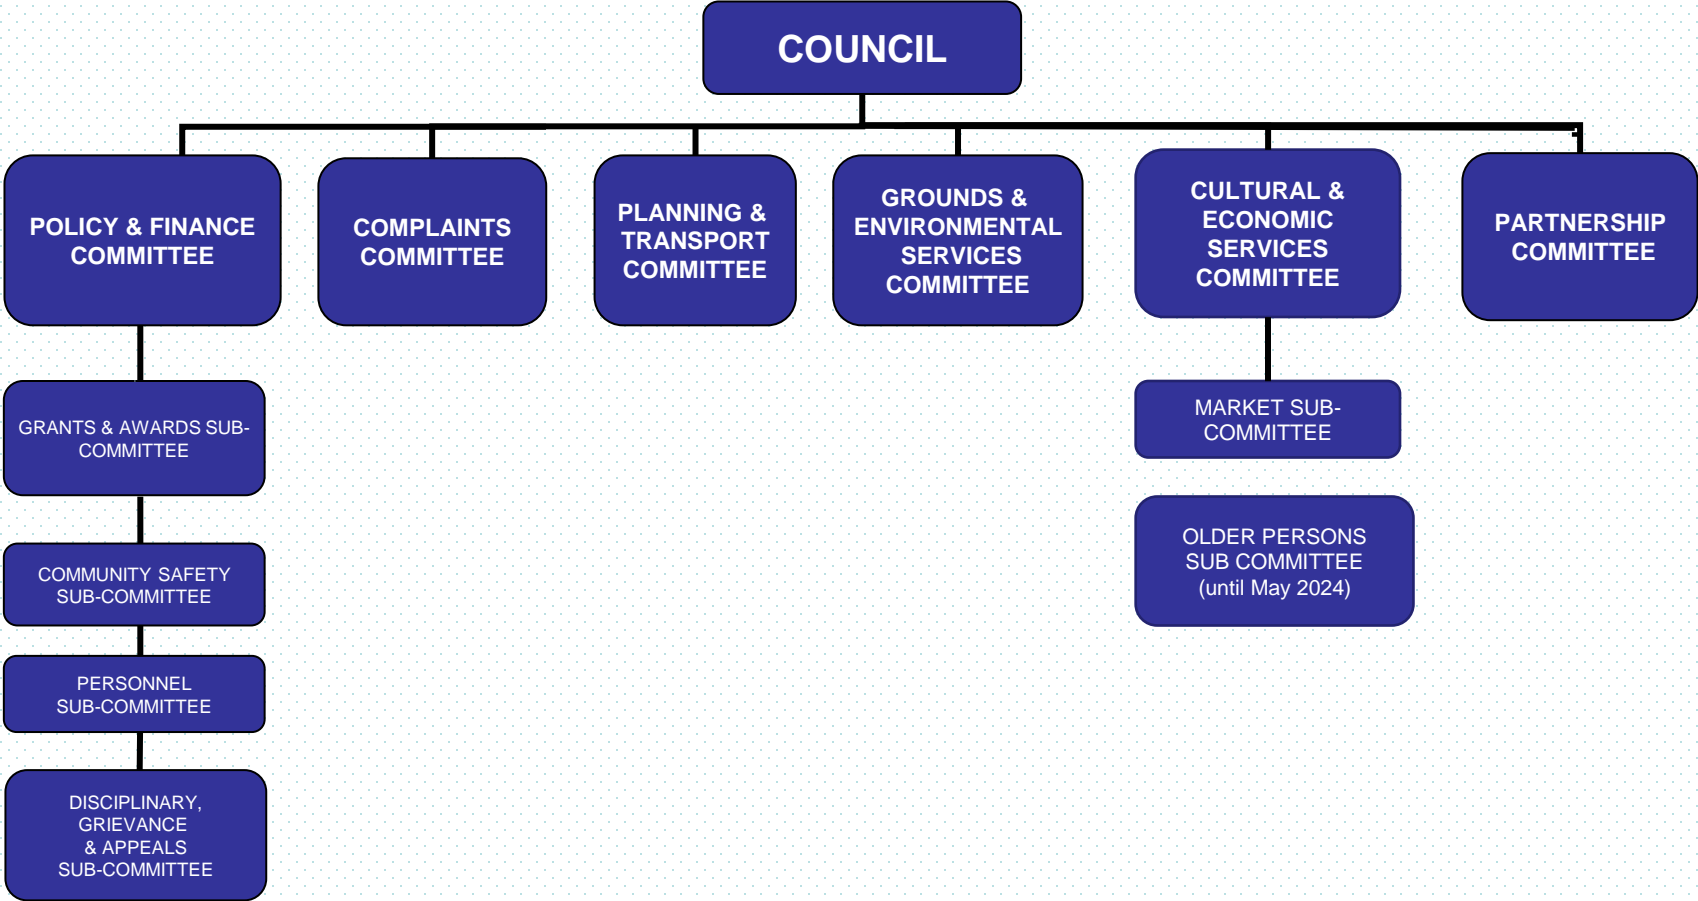 COUNCIL
POLICY & FINANCE
COMMITTEE
COMPLAINTS
COMMITTEE
PLANNING &
TRANSPORT
COMMITTEE
GROUNDS &
ENVIRONMENTAL
SERVICES
COMMITTEE
CULTURAL &
ECONOMIC
SERVICES
COMMITTEE
PARTNERSHIP
COMMITTEE
GRANTS & AWARDS SUB-
COMMITTEE
COMMUNITY SAFETY
SUB-COMMITTEE
PERSONNEL
SUB-COMMITTEE
DISCIPLINARY,
GRIEVANCE
& APPEALS
SUB-COMMITTEE
MARKET SUB-
COMMITTEE
OLDER PERSONS
SUB COMMITTEE
(until May 2024)